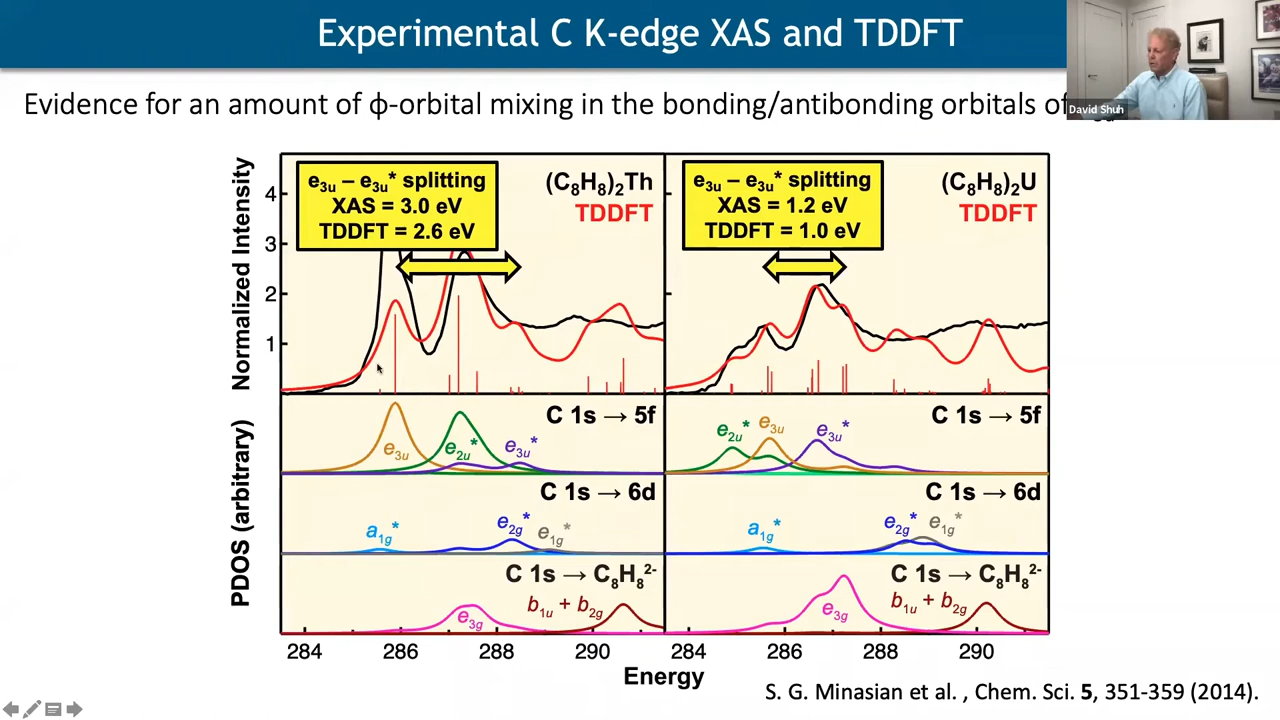 Experimental C K-edge XAS and TDDFT
Evidence for an amount of ϕ-orbital mixing in the bonding/antibonding orbitals of
David Shuh
Normalized Intensity
4
3
2
1
e₃ᵤ – e₃ᵤ* splitting
XAS = 3.0 eV
TDDFT = 2.6 eV
(C₈H₈)₂Th
TDDFT
e₃ᵤ – e₃ᵤ* splitting
XAS = 1.2 eV
TDDFT = 1.0 eV
(C₈H₈)₂U
TDDFT
PDOS (arbitrary)
C 1s → 5f
e₃ᵤ e₂ᵤ* e₃ᵤ*
C 1s → 5f
e₂ᵤ* e₃ᵤ e₃ᵤ*
C 1s → 6d
a₁g* e₂g* e₁g*
C 1s → 6d
a₁g* e₂g* e₁g*
C 1s → C₈H₈²⁻
e₃g b₁ᵤ + b₂g
C 1s → C₈H₈²⁻
e₃g b₁ᵤ + b₂g
284 286 288 290 284 286 288 290
Energy
S. G. Minasian et al. , Chem. Sci. 5, 351-359 (2014).